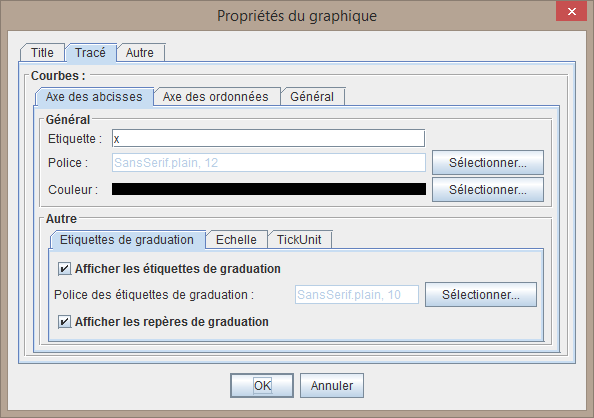 Propriétés du graphique
Title Tracé Autre
Courbes :
Axe des abcisses Axe des ordonnées Général
Général
Etiquette : x
Police : SansSerif.plain, 12 Sélectionner...
Couleur : Sélectionner...
Autre
Etiquettes de graduation Echelle TickUnit
Afficher les étiquettes de graduation
Police des étiquettes de graduation : SansSerif.plain, 10 Sélectionner...
Afficher les repères de graduation
OK Annuler